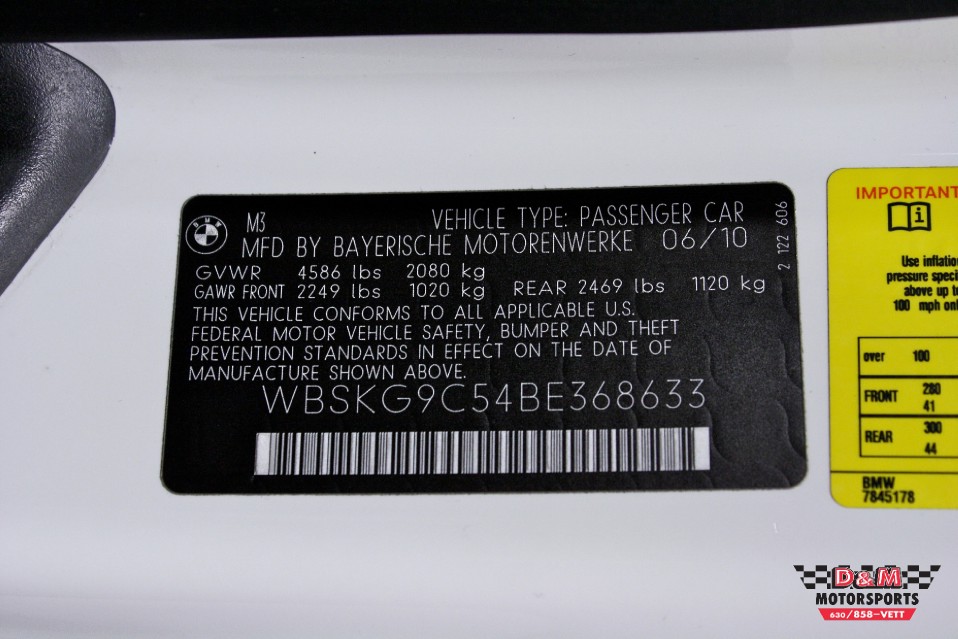 BMW
M3 VEHICLE TYPE: PASSENGER CAR
MFD BY BAYERISCHE MOTORENWERKE 06/10
GVWR 4586 lbs 2080 kg
GAWR FRONT 2249 lbs 1020 kg REAR 2469 lbs 1120 kg
THIS VEHICLE CONFORMS TO ALL APPLICABLE U.S.
FEDERAL MOTOR VEHICLE SAFETY, BUMPER AND THEFT
PREVENTION STANDARDS IN EFFECT ON THE DATE OF
MANUFACTURE SHOWN ABOVE.
WBSKG9C54BE368633
2 122 606
IMPORTANT
i
Use inflatio
pressure speci
above up to
100 mph onl
over 100
FRONT 280
41
REAR 300
44
BMW
7845178
D&M
MOTORSPORTS
630/858-VETT